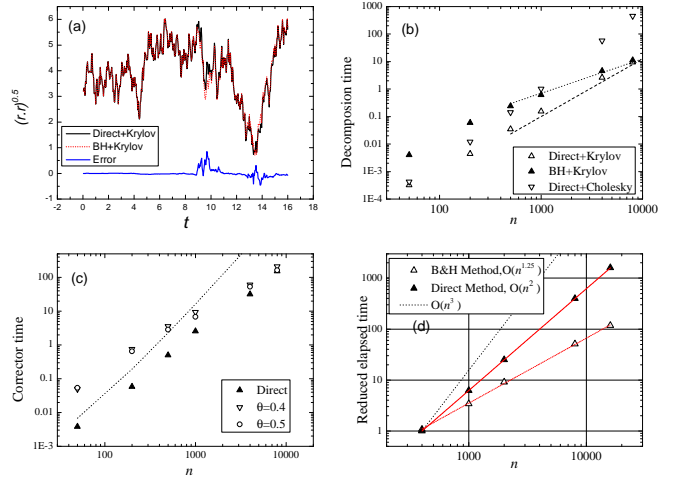 (a)
6
5
4
3
2
1
0
-1
(r.r)^0.5
Direct+Krylov
BH+Krylov
Error
-2 0 2 4 6 8 10 12 14 16 18
t
(b)
1000
100
10
1
0.1
0.01
1E-3
1E-4
Decomposion time
Direct+Krylov
BH+Krylov
Direct+Cholesky
100 1000 10000
n
(c)
100
10
1
0.1
0.01
1E-3
Corrector time
Direct
θ=0.4
θ=0.5
100 1000 10000
n
B&H Method,O(n^1.25)
Direct Method, O(n^2)
O(n^3)
(d)
1000
100
10
1
Reduced elapsed time
1000 10000
n